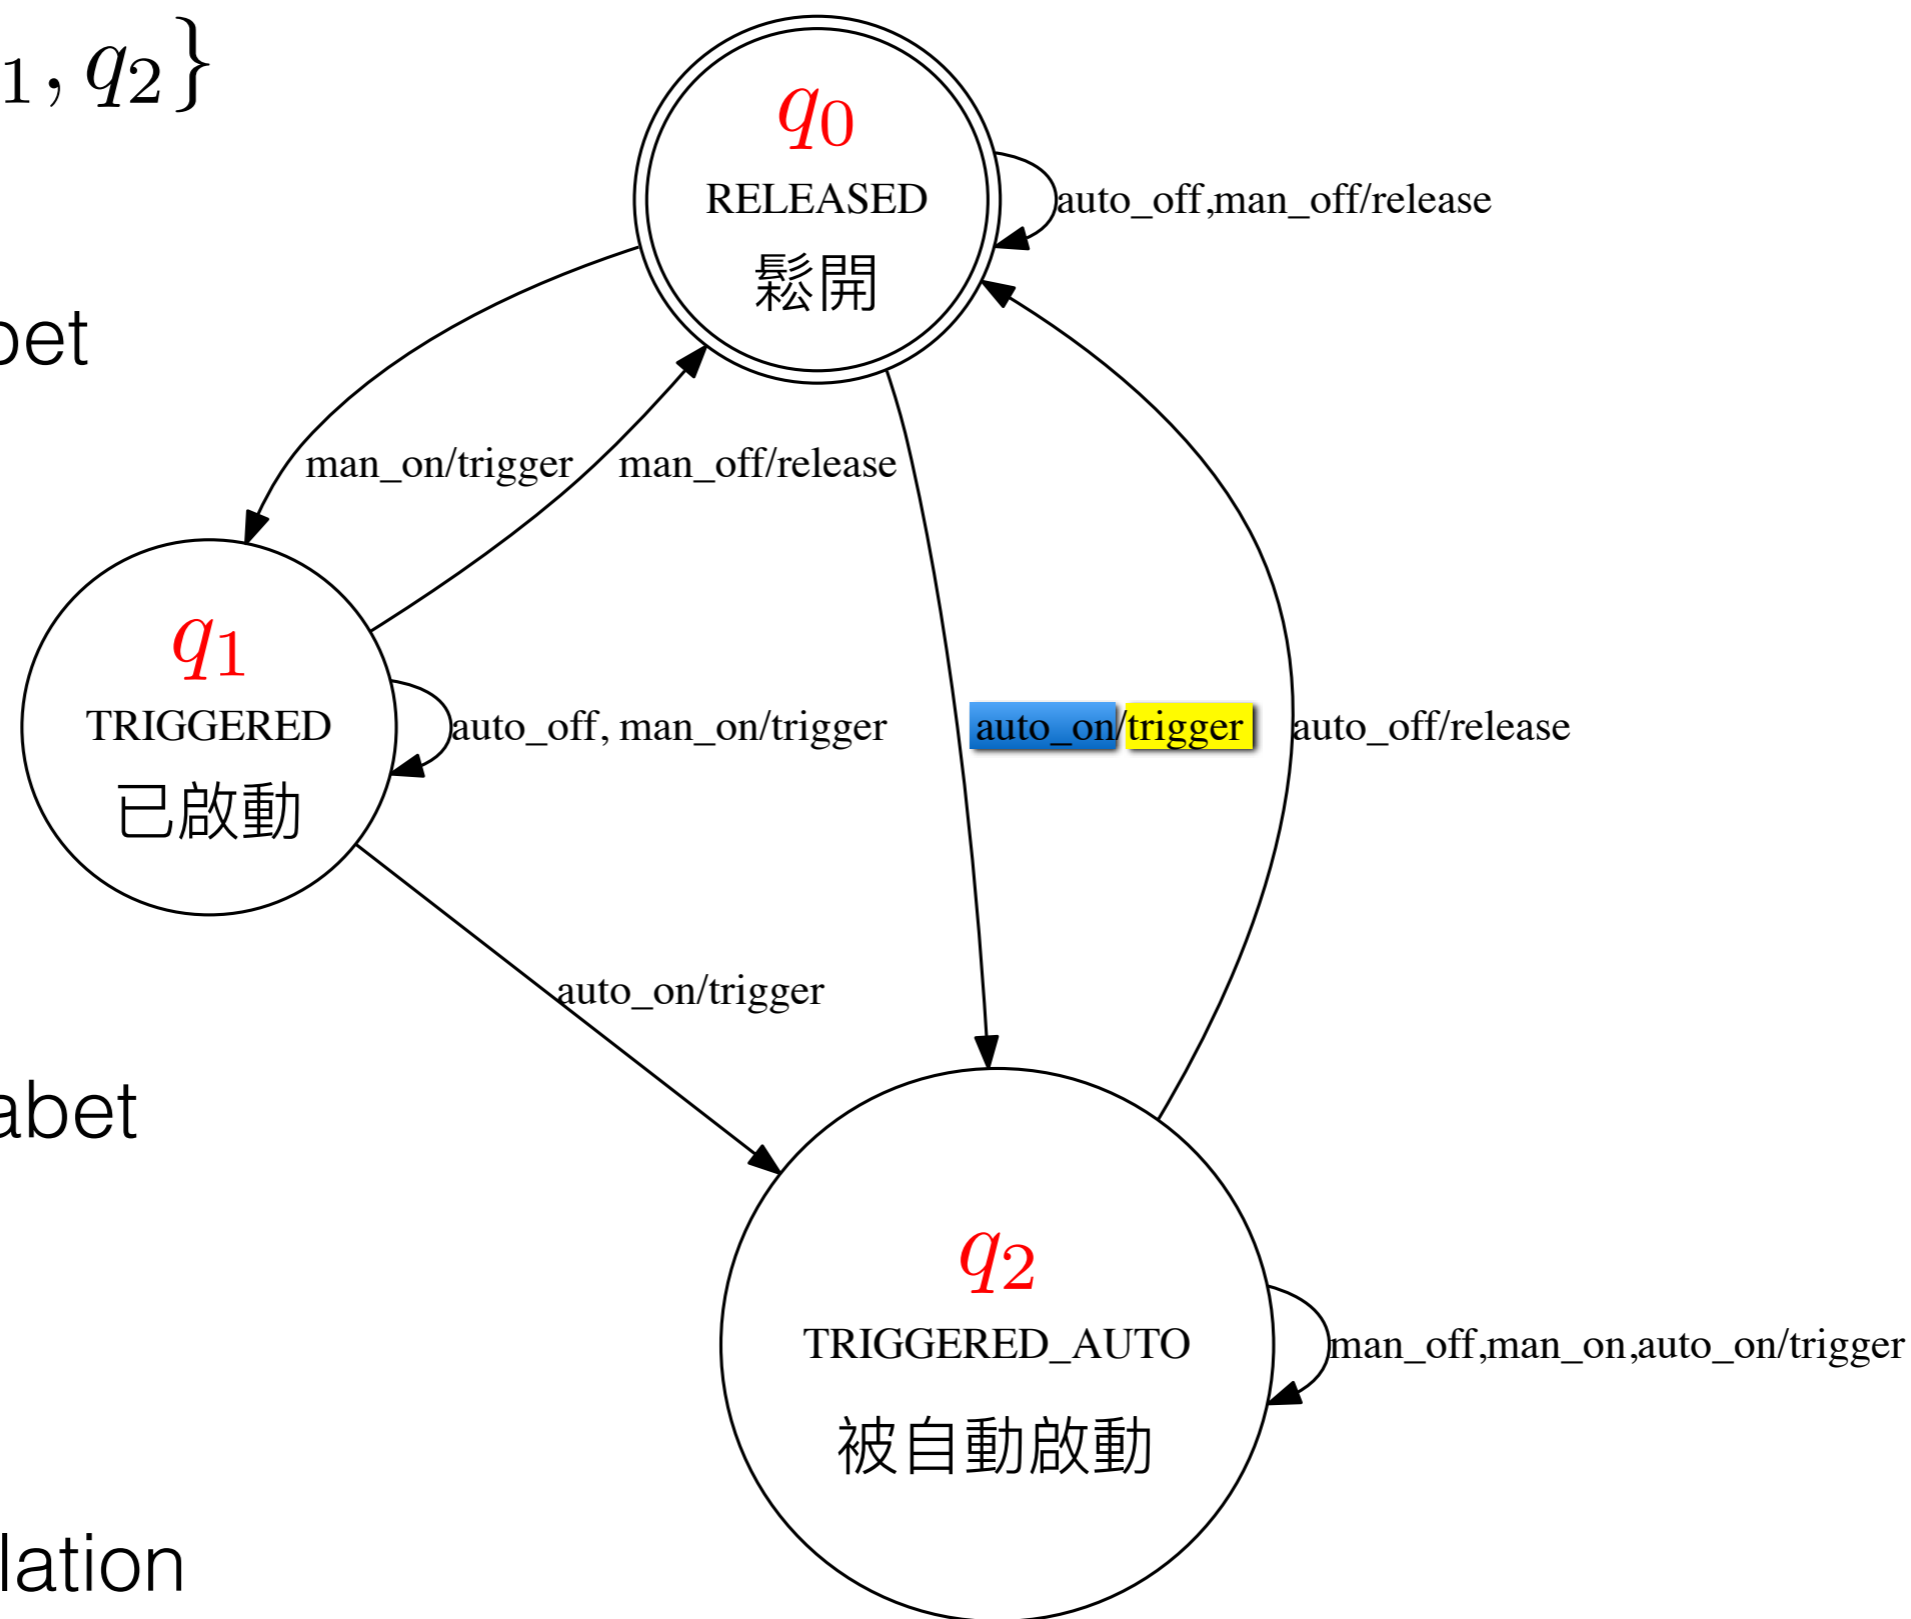 1, q2}
q0
RELEASED
鬆開
auto_off,man_off/release
bet
man_on/trigger
man_off/release
q1
TRIGGERED
已啟動
auto_off, man_on/trigger
auto_on/trigger
auto_off/release
auto_on/trigger
abet
q2
TRIGGERED_AUTO
被自動啟動
man_off,man_on,auto_on/trigger
lation